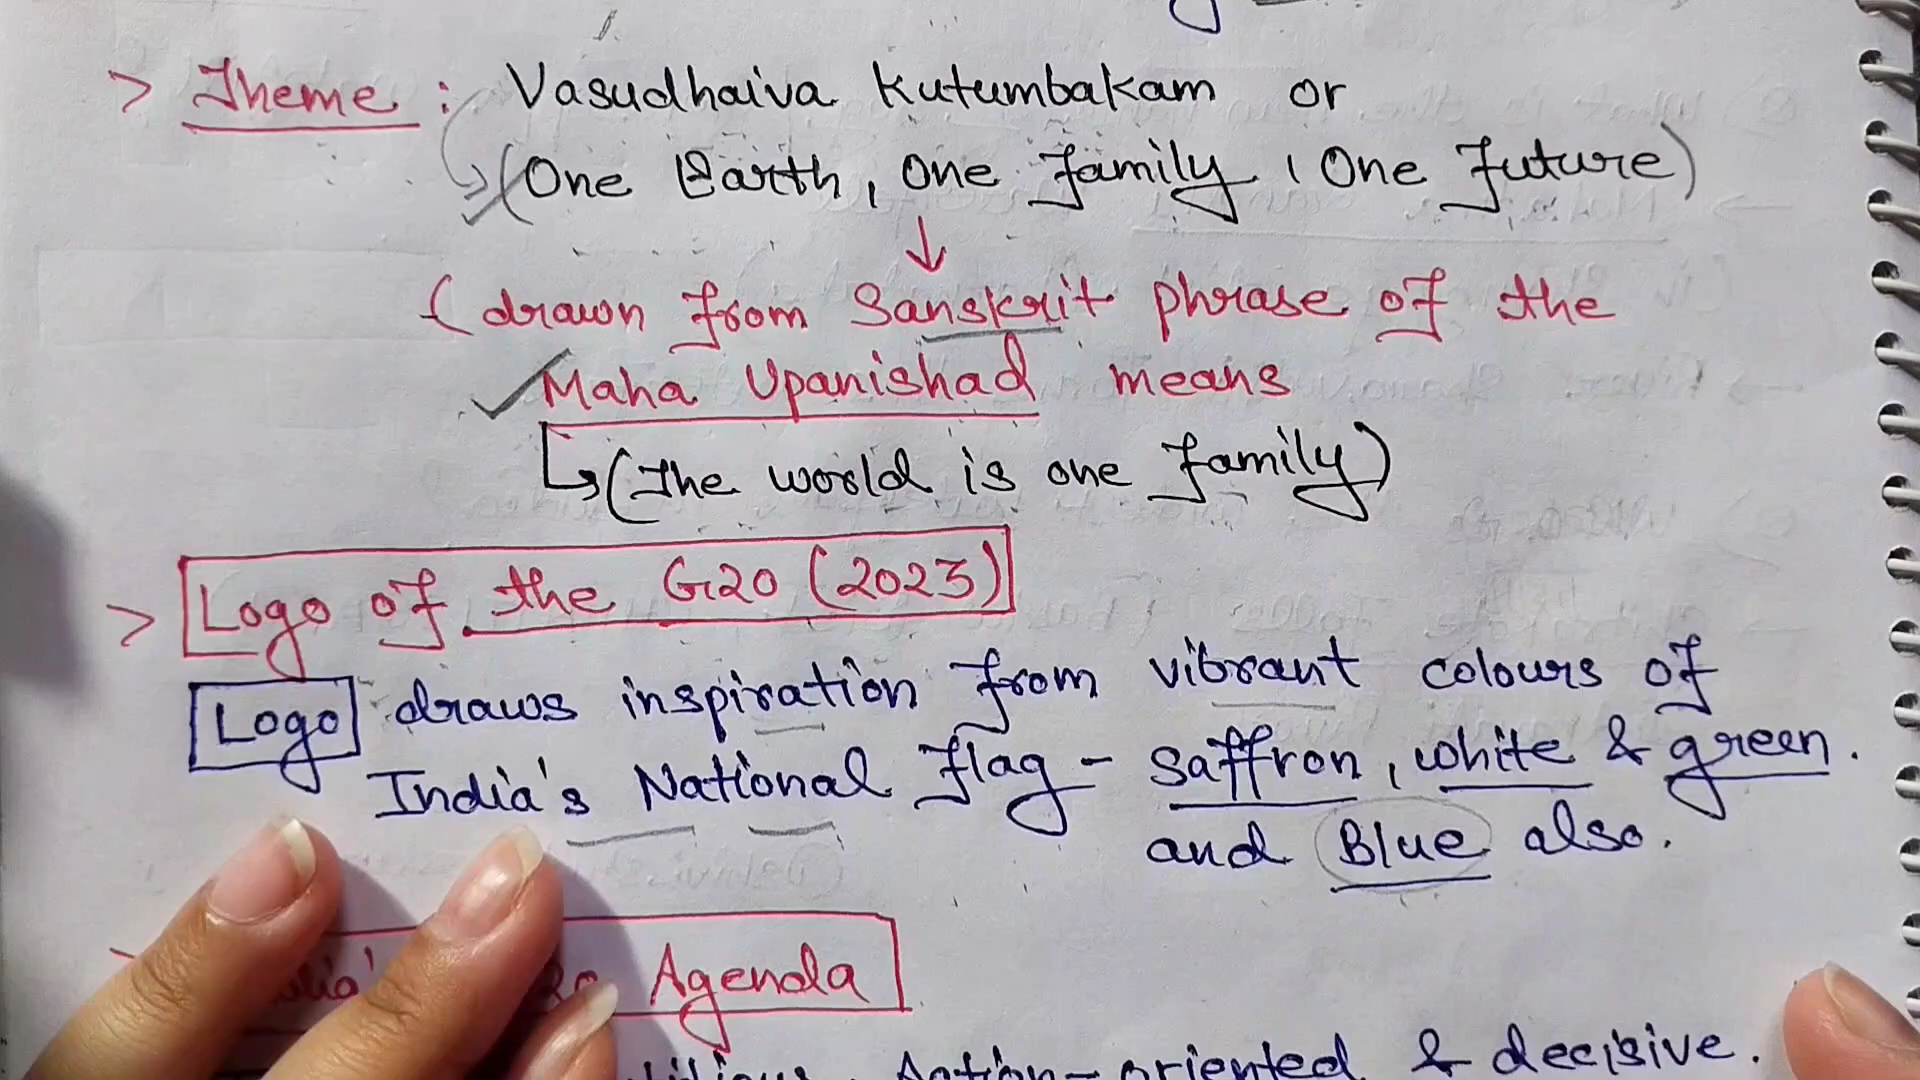 > Theme : Vasudhaiva Kutumbakam or
(One Earth, One Family, One Future)
(drawn from Sanskrit phrase of the
Maha Upanishad means
(The world is one family)
> Logo of the G20 (2023)
Logo draws inspiration from vibrant colours of
India's National Flag - saffron, white & green.
and Blue also.
Agenda
Action-oriented & decisive.